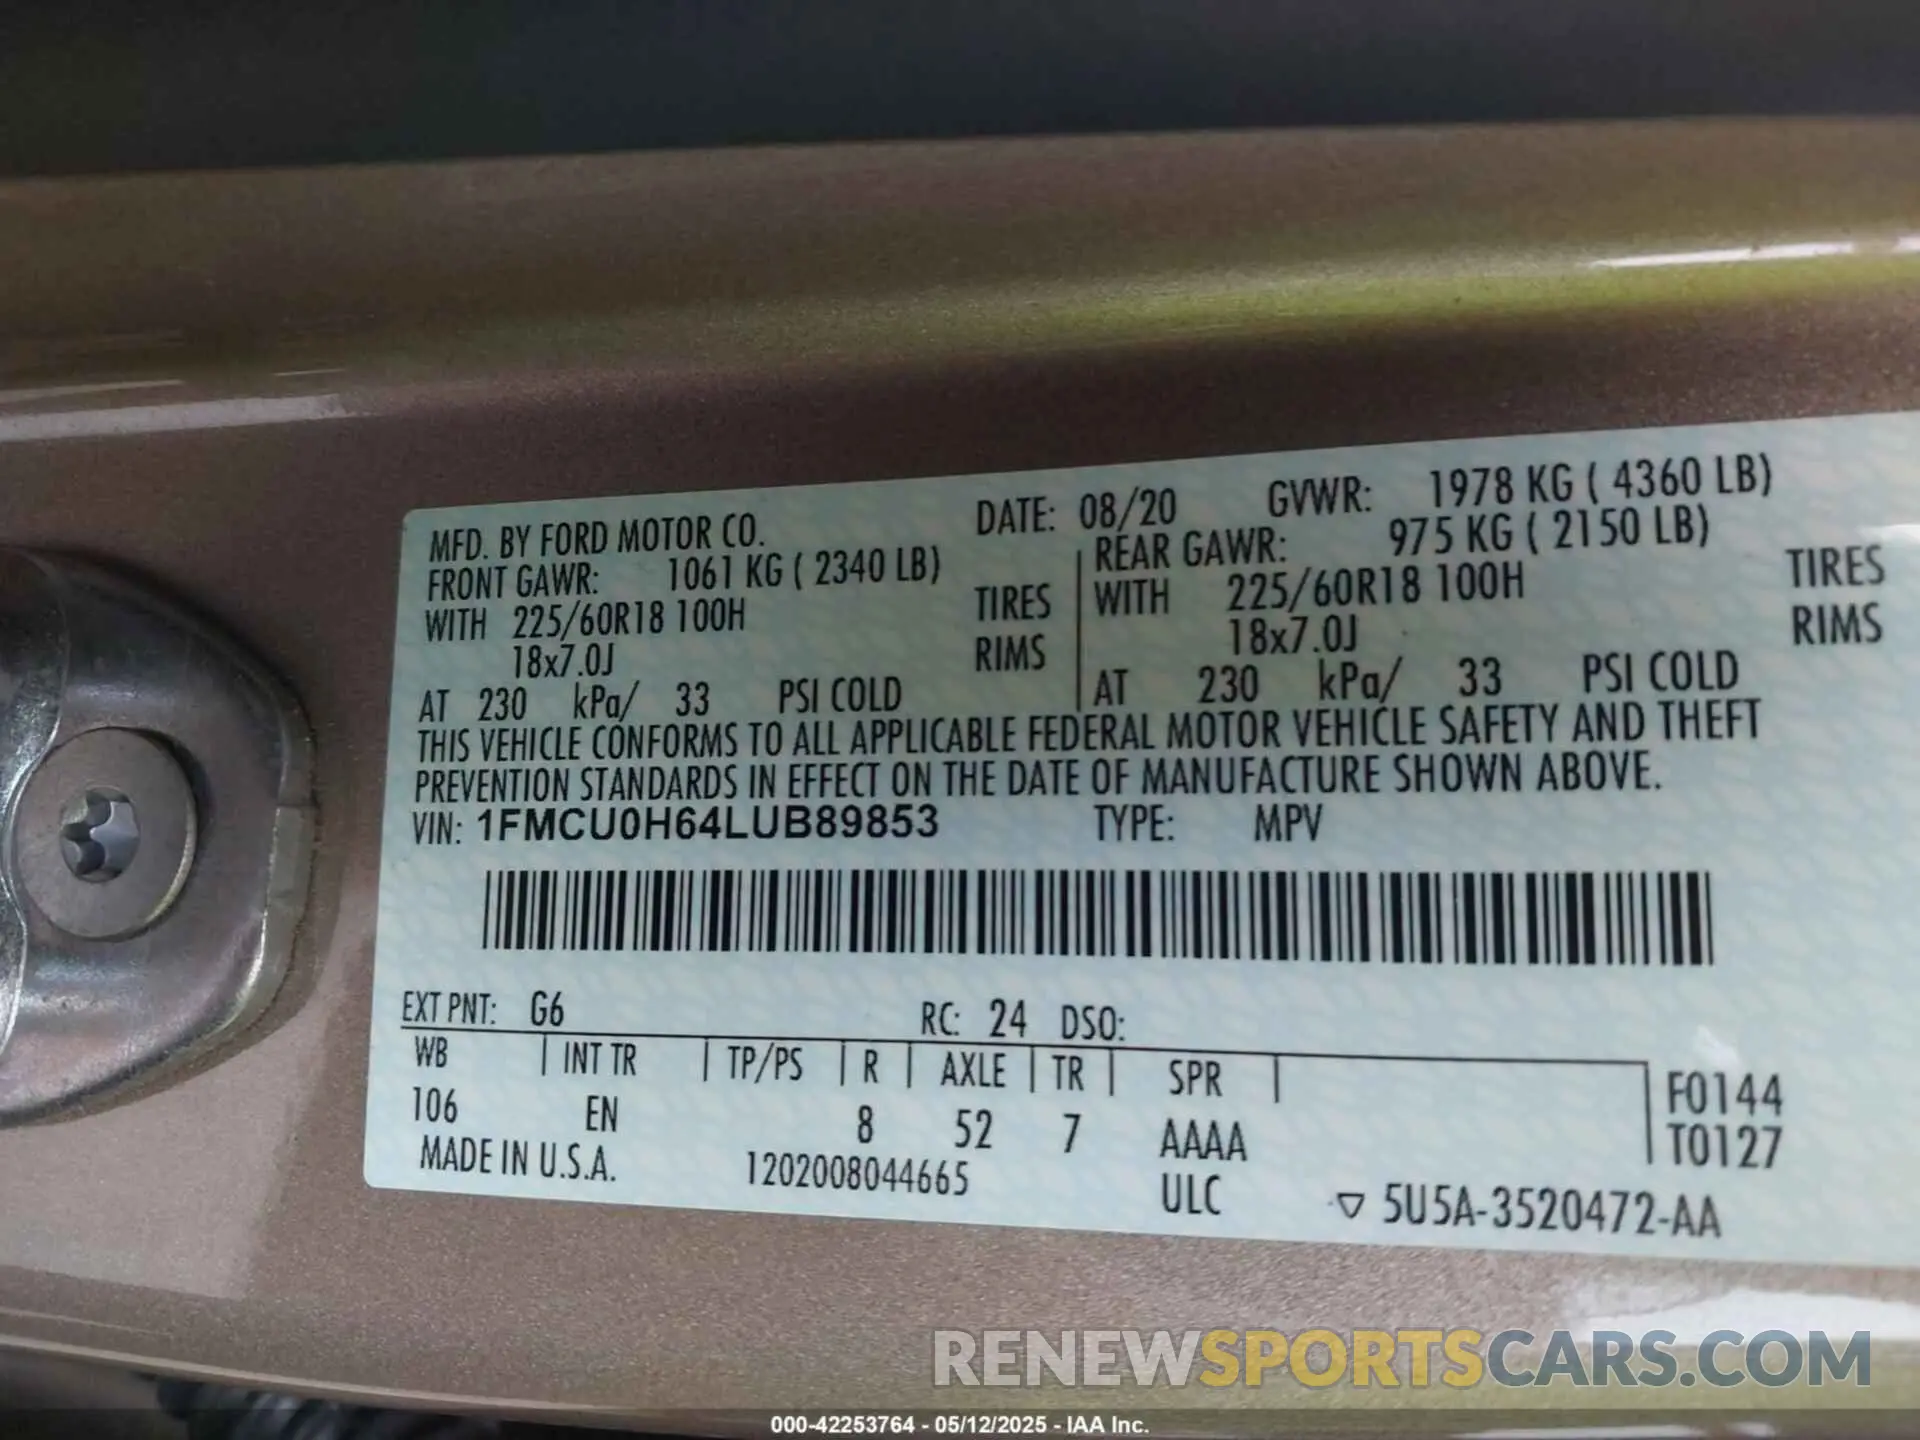 MFD. BY FORD MOTOR CO. DATE: 08/20 GVWR: 1978 KG ( 4360 LB)
FRONT GAWR: 1061 KG ( 2340 LB) REAR GAWR: 975 KG ( 2150 LB)
WITH 225/60R18 100H TIRES WITH 225/60R18 100H TIRES
18x7.0J RIMS 18x7.0J RIMS
AT 230 kPa/ 33 PSI COLD AT 230 kPa/ 33 PSI COLD
THIS VEHICLE CONFORMS TO ALL APPLICABLE FEDERAL MOTOR VEHICLE SAFETY AND THEFT
PREVENTION STANDARDS IN EFFECT ON THE DATE OF MANUFACTURE SHOWN ABOVE.
VIN: 1FMCU0H64LUB89853 TYPE: MPV
EXT PNT: G6 RC: 24 DSO:
WB INT TR TP/PS R AXLE TR SPR F0144
106 EN 8 52 7 AAAA T0127
MADE IN U.S.A. 1202008044665 ULC ▽ 5U5A-3520472-AA
RENEWSPORTSCARS.COM
000-42253764 - 05/12/2025 - IAA Inc.